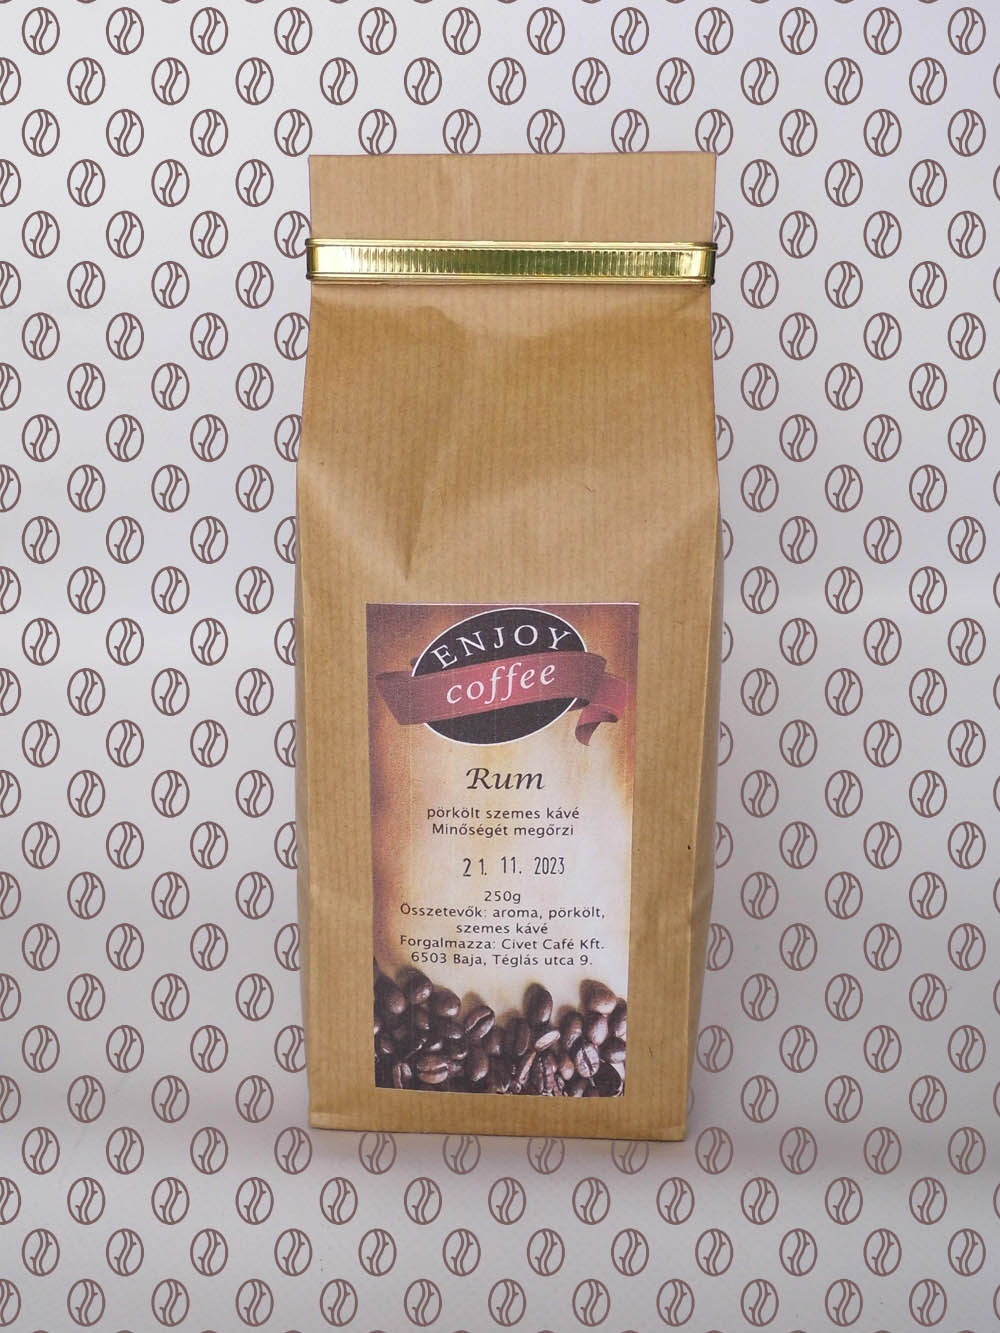 ENJOY
coffee
Rum
pörkölt szemes kávé
Minőségét megőrzi
21. 11. 2023
250g
Összetevők: aroma, pörkölt,
szemes kávé
Forgalmazza: Civet Café Kft.
6503 Baja, Téglás utca 9.